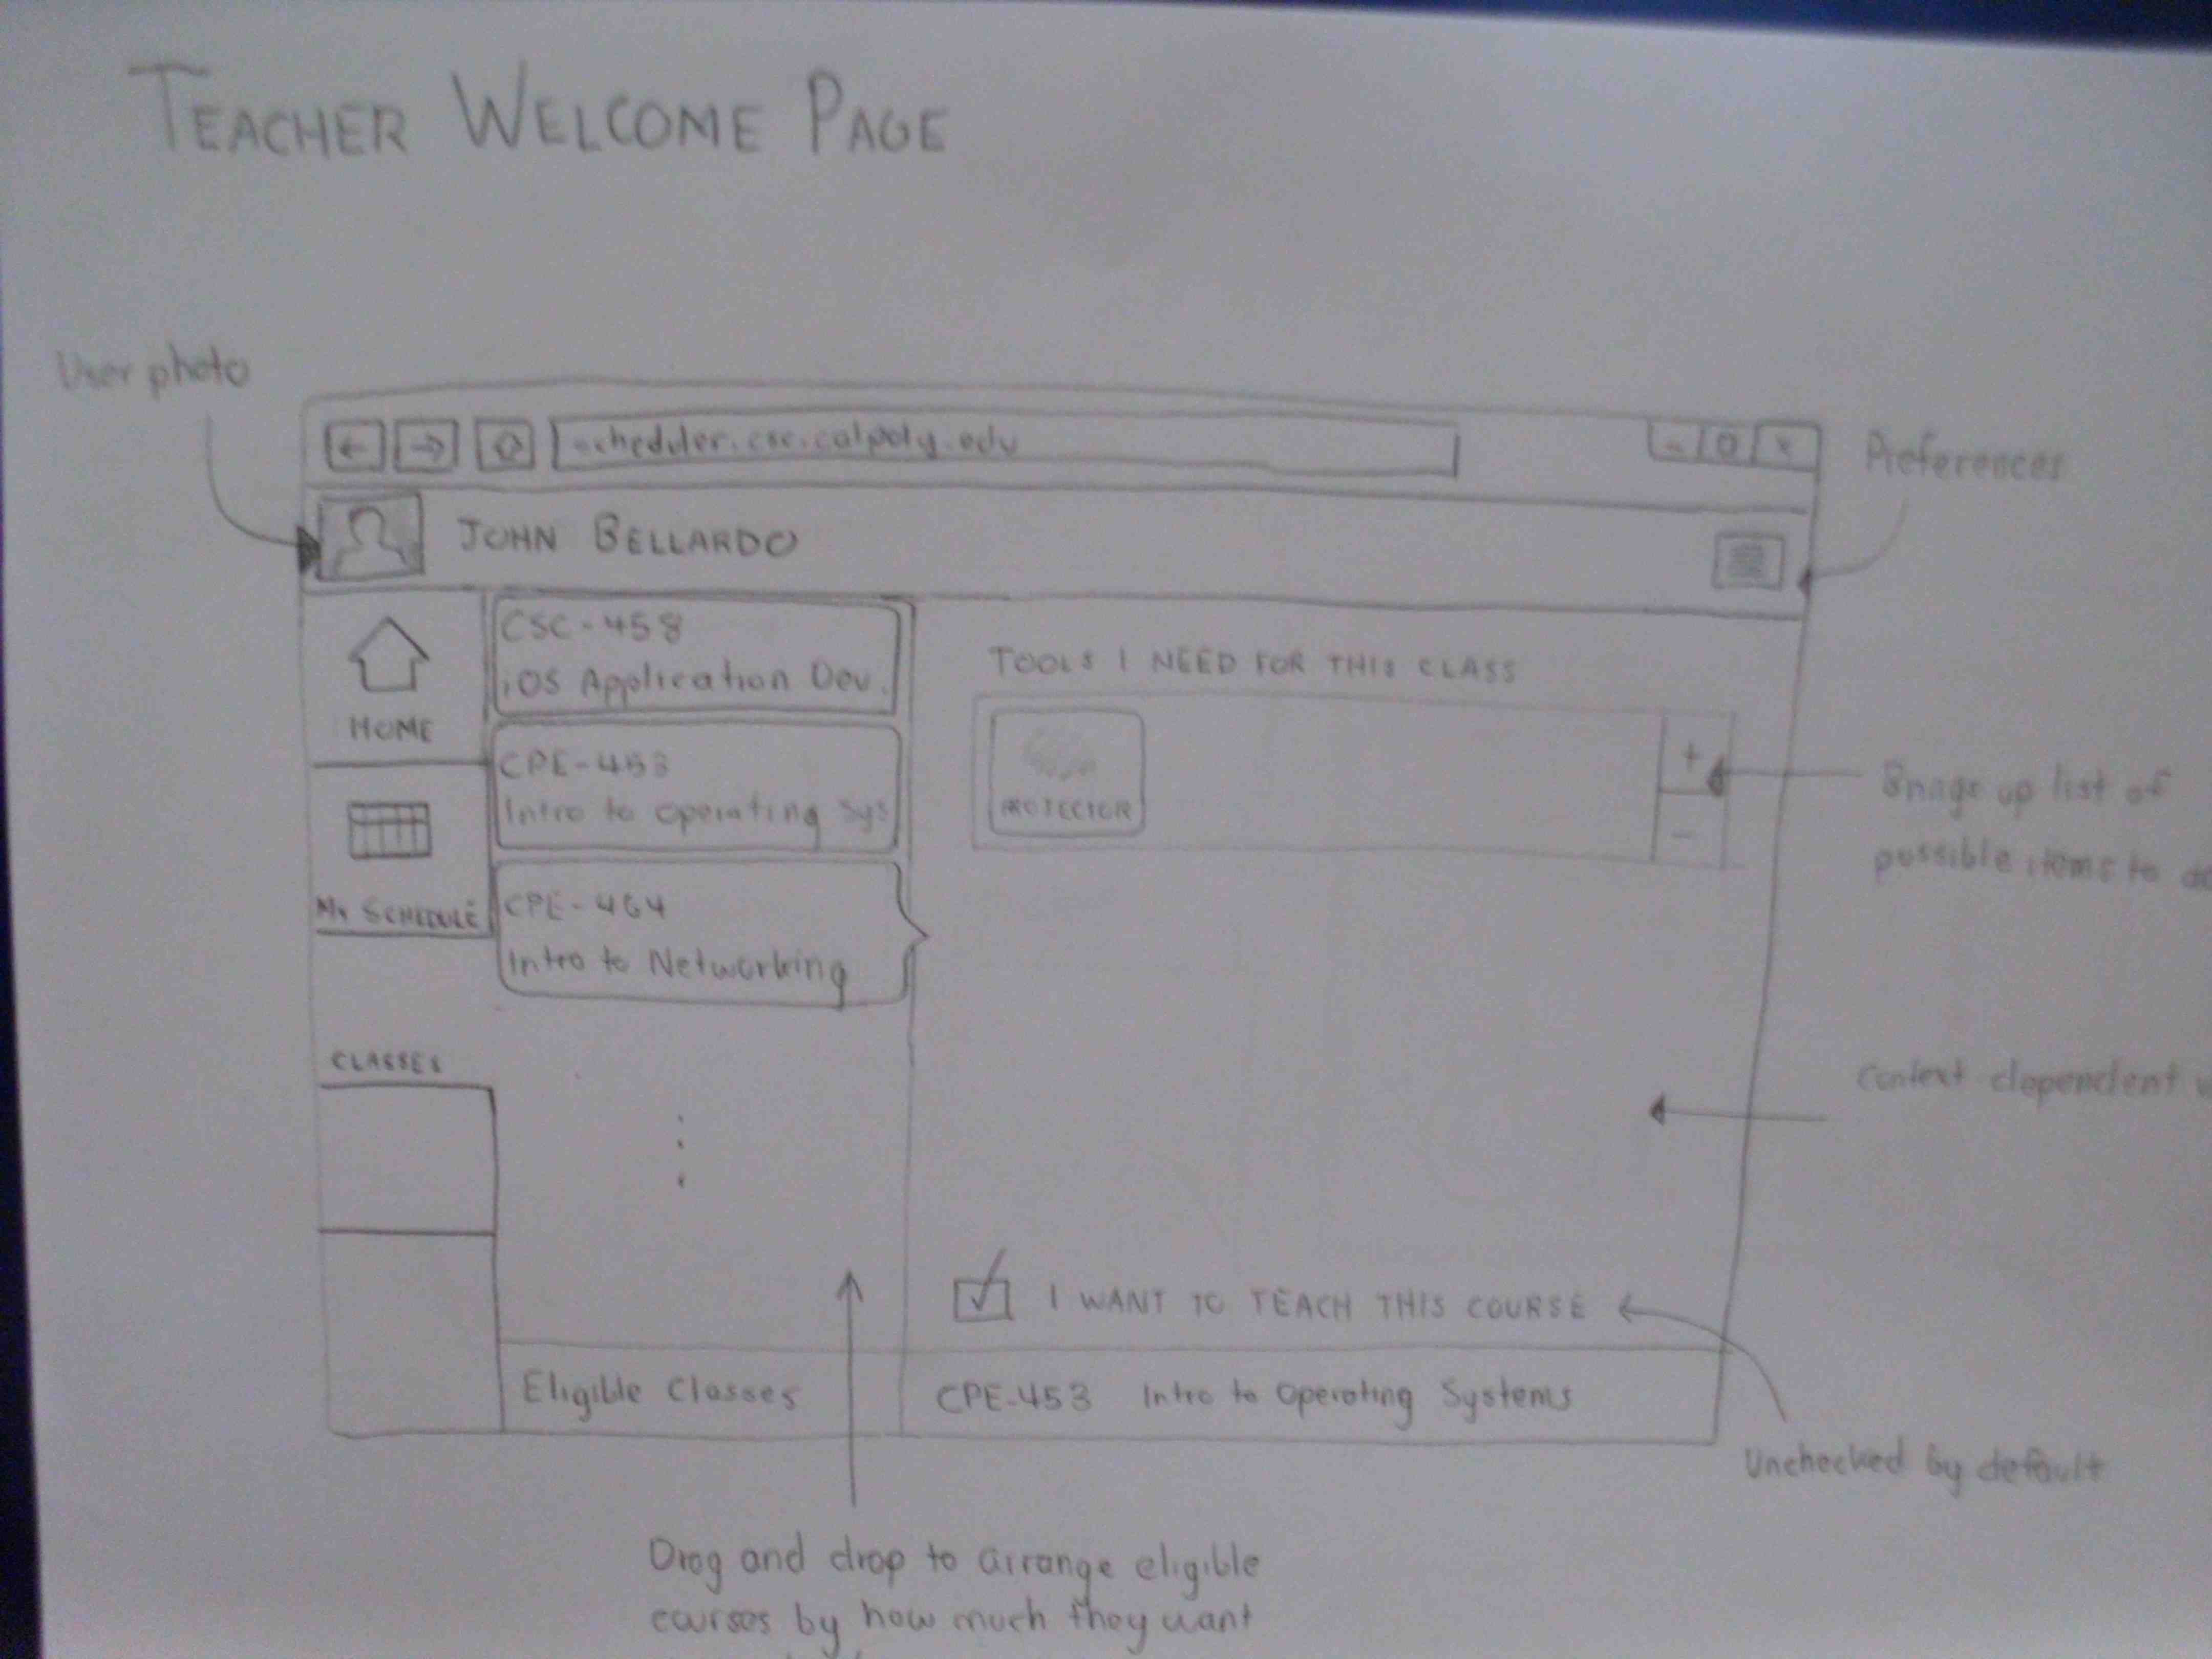 TEACHER WELCOME PAGE
User photo
scheduler.csc.calpoly.edu
Preferences
JOHN BELLARDO
HOME
MY SCHEDULE
CLASSES
CSC-458
iOS Application Dev.
CPE-453
Intro to Operating Sys
CPE-464
Intro to Networking
Eligible Classes
TOOLS I NEED FOR THIS CLASS
PROTECTOR
+
-
Brings up list of
possible items to
Context dependent
I WANT TO TEACH THIS COURSE
CPE-453 Intro to Operating Systems
Unchecked by default
Drag and drop to arrange eligible
courses by how much they want